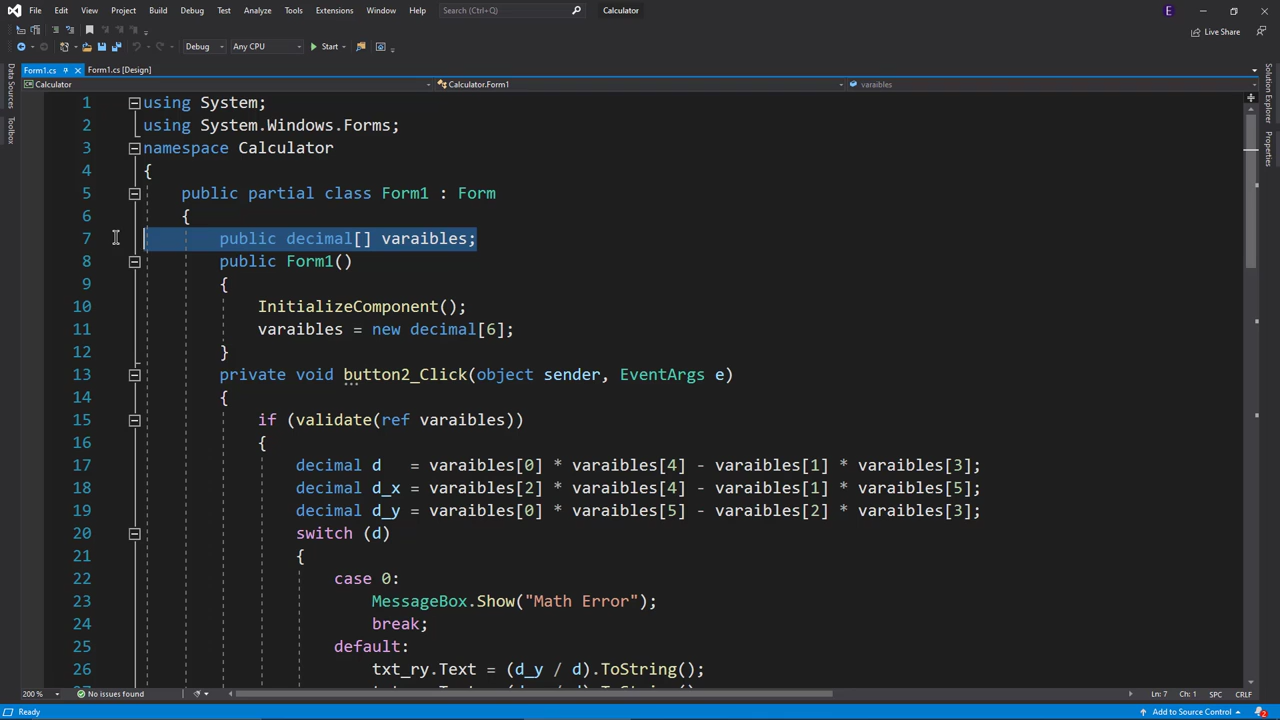 File Edit View Project Build Debug Test Analyze Tools Extensions Window Help Search (Ctrl+Q) Calculator E
Live Share
Debug Any CPU Start
Form1.cs Form1.cs [Design]
Calculator Calculator.Form1 varaibles
Data Sources
Toolbox
Solution Explorer
Properties
1 using System;
2 using System.Windows.Forms;
3 namespace Calculator
4 {
5 public partial class Form1 : Form
6 {
7 public decimal[] varaibles;
8 public Form1()
9 {
10 InitializeComponent();
11 varaibles = new decimal[6];
12 }
13 private void button2_Click(object sender, EventArgs e)
14 {
15 if (validate(ref varaibles))
16 {
17 decimal d = varaibles[0] * varaibles[4] - varaibles[1] * varaibles[3];
18 decimal d_x = varaibles[2] * varaibles[4] - varaibles[1] * varaibles[5];
19 decimal d_y = varaibles[0] * varaibles[5] - varaibles[2] * varaibles[3];
20 switch (d)
21 {
22 case 0:
23 MessageBox.Show("Math Error");
24 break;
25 default:
26 txt_ry.Text = (d_y / d).ToString();
200 % No issues found Ln: 7 Ch: 1 SPC CRLF
Ready Add to Source Control 2